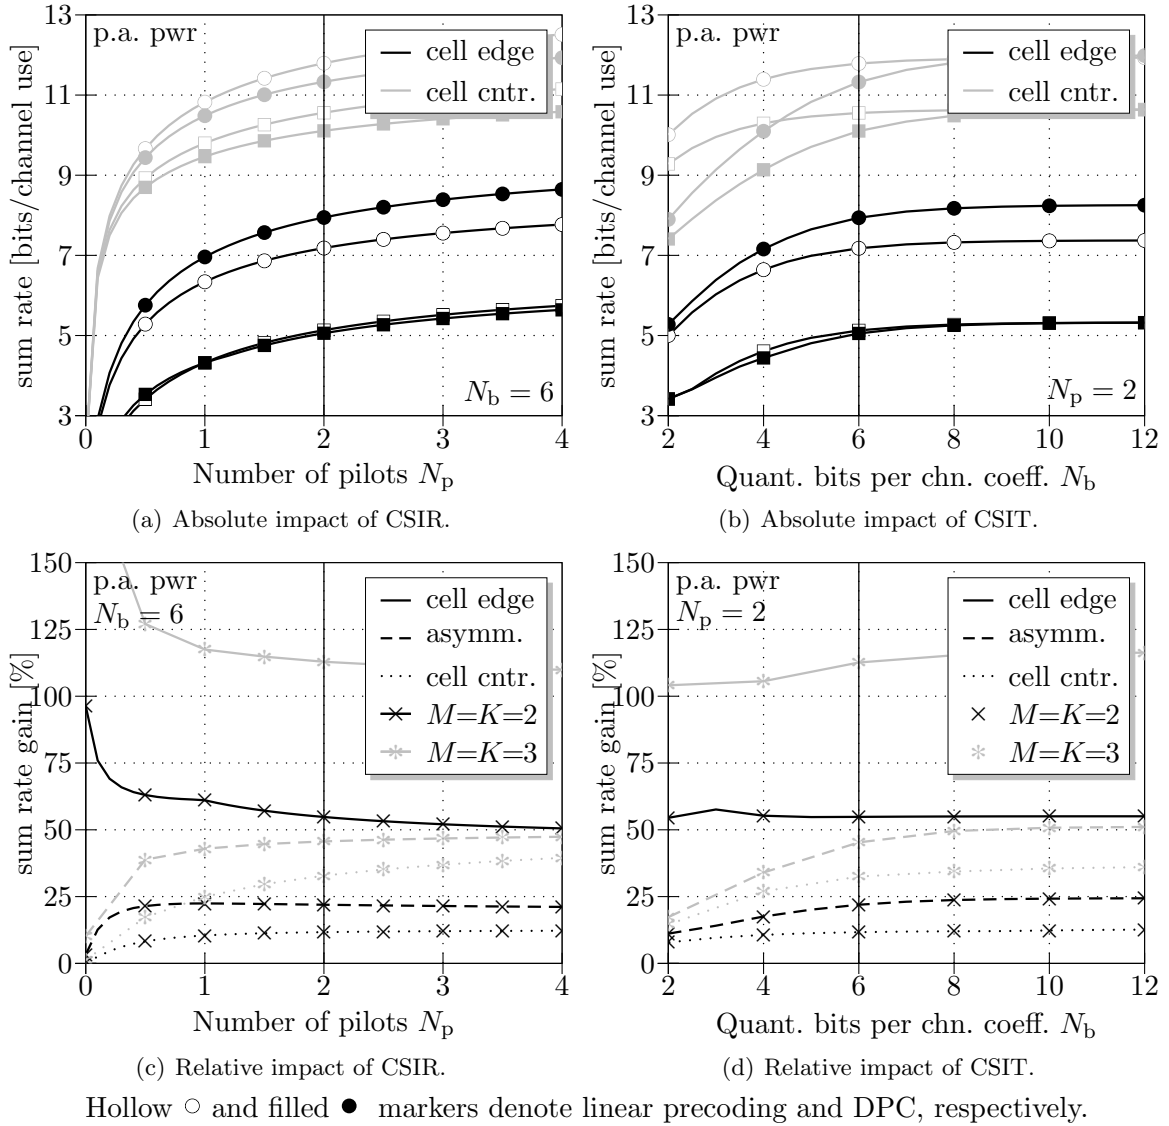 p.a. pwr
cell edge
cell cntr.
N_b = 6
13
11
9
7
5
3
0 1 2 3 4
sum rate [bits/channel use]
Number of pilots N_p
(a) Absolute impact of CSIR.
p.a. pwr
cell edge
cell cntr.
N_p = 2
13
11
9
7
5
3
2 4 6 8 10 12
sum rate [bits/channel use]
Quant. bits per chn. coeff. N_b
(b) Absolute impact of CSIT.
p.a. pwr
N_b = 6
cell edge
asymm.
cell cntr.
M=K=2
M=K=3
150
125
100
75
50
25
0
0 1 2 3 4
sum rate gain [%]
Number of pilots N_p
(c) Relative impact of CSIR.
p.a. pwr
N_p = 2
cell edge
asymm.
cell cntr.
M=K=2
M=K=3
150
125
100
75
50
25
0
2 4 6 8 10 12
sum rate gain [%]
Quant. bits per chn. coeff. N_b
(d) Relative impact of CSIT.
Hollow ○ and filled ● markers denote linear precoding and DPC, respectively.